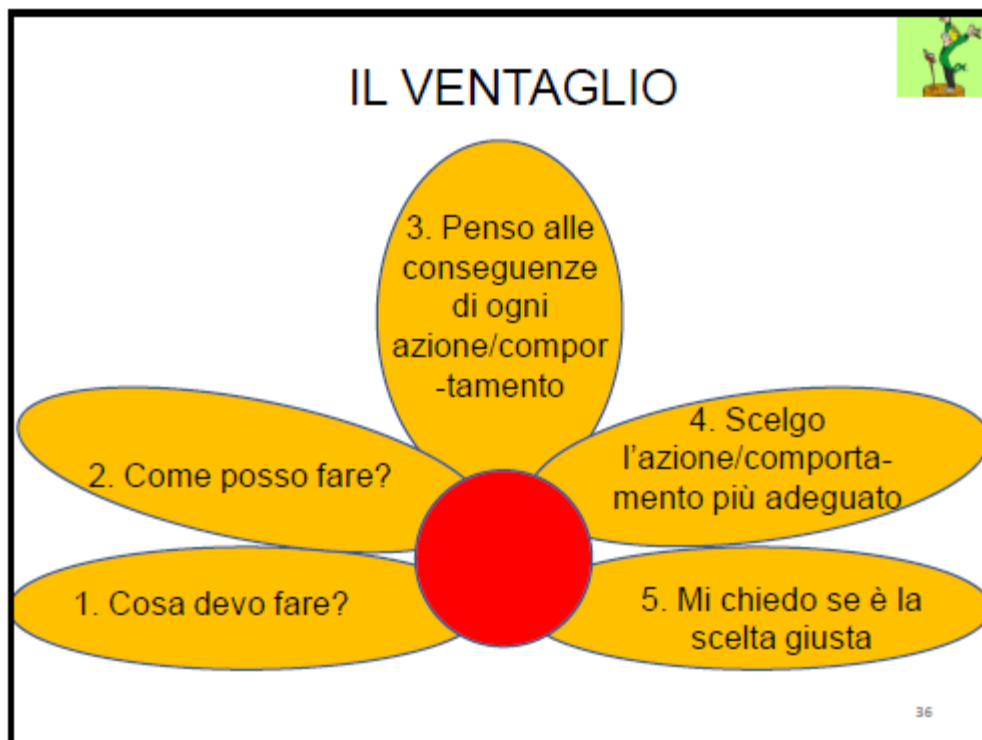 IL VENTAGLIO
3. Penso alle
conseguenze
di ogni
azione/compor
-tamento
2. Come posso fare?
4. Scelgo
l'azione/comporta-
mento più adeguato
1. Cosa devo fare?
5. Mi chiedo se è la
scelta giusta
36